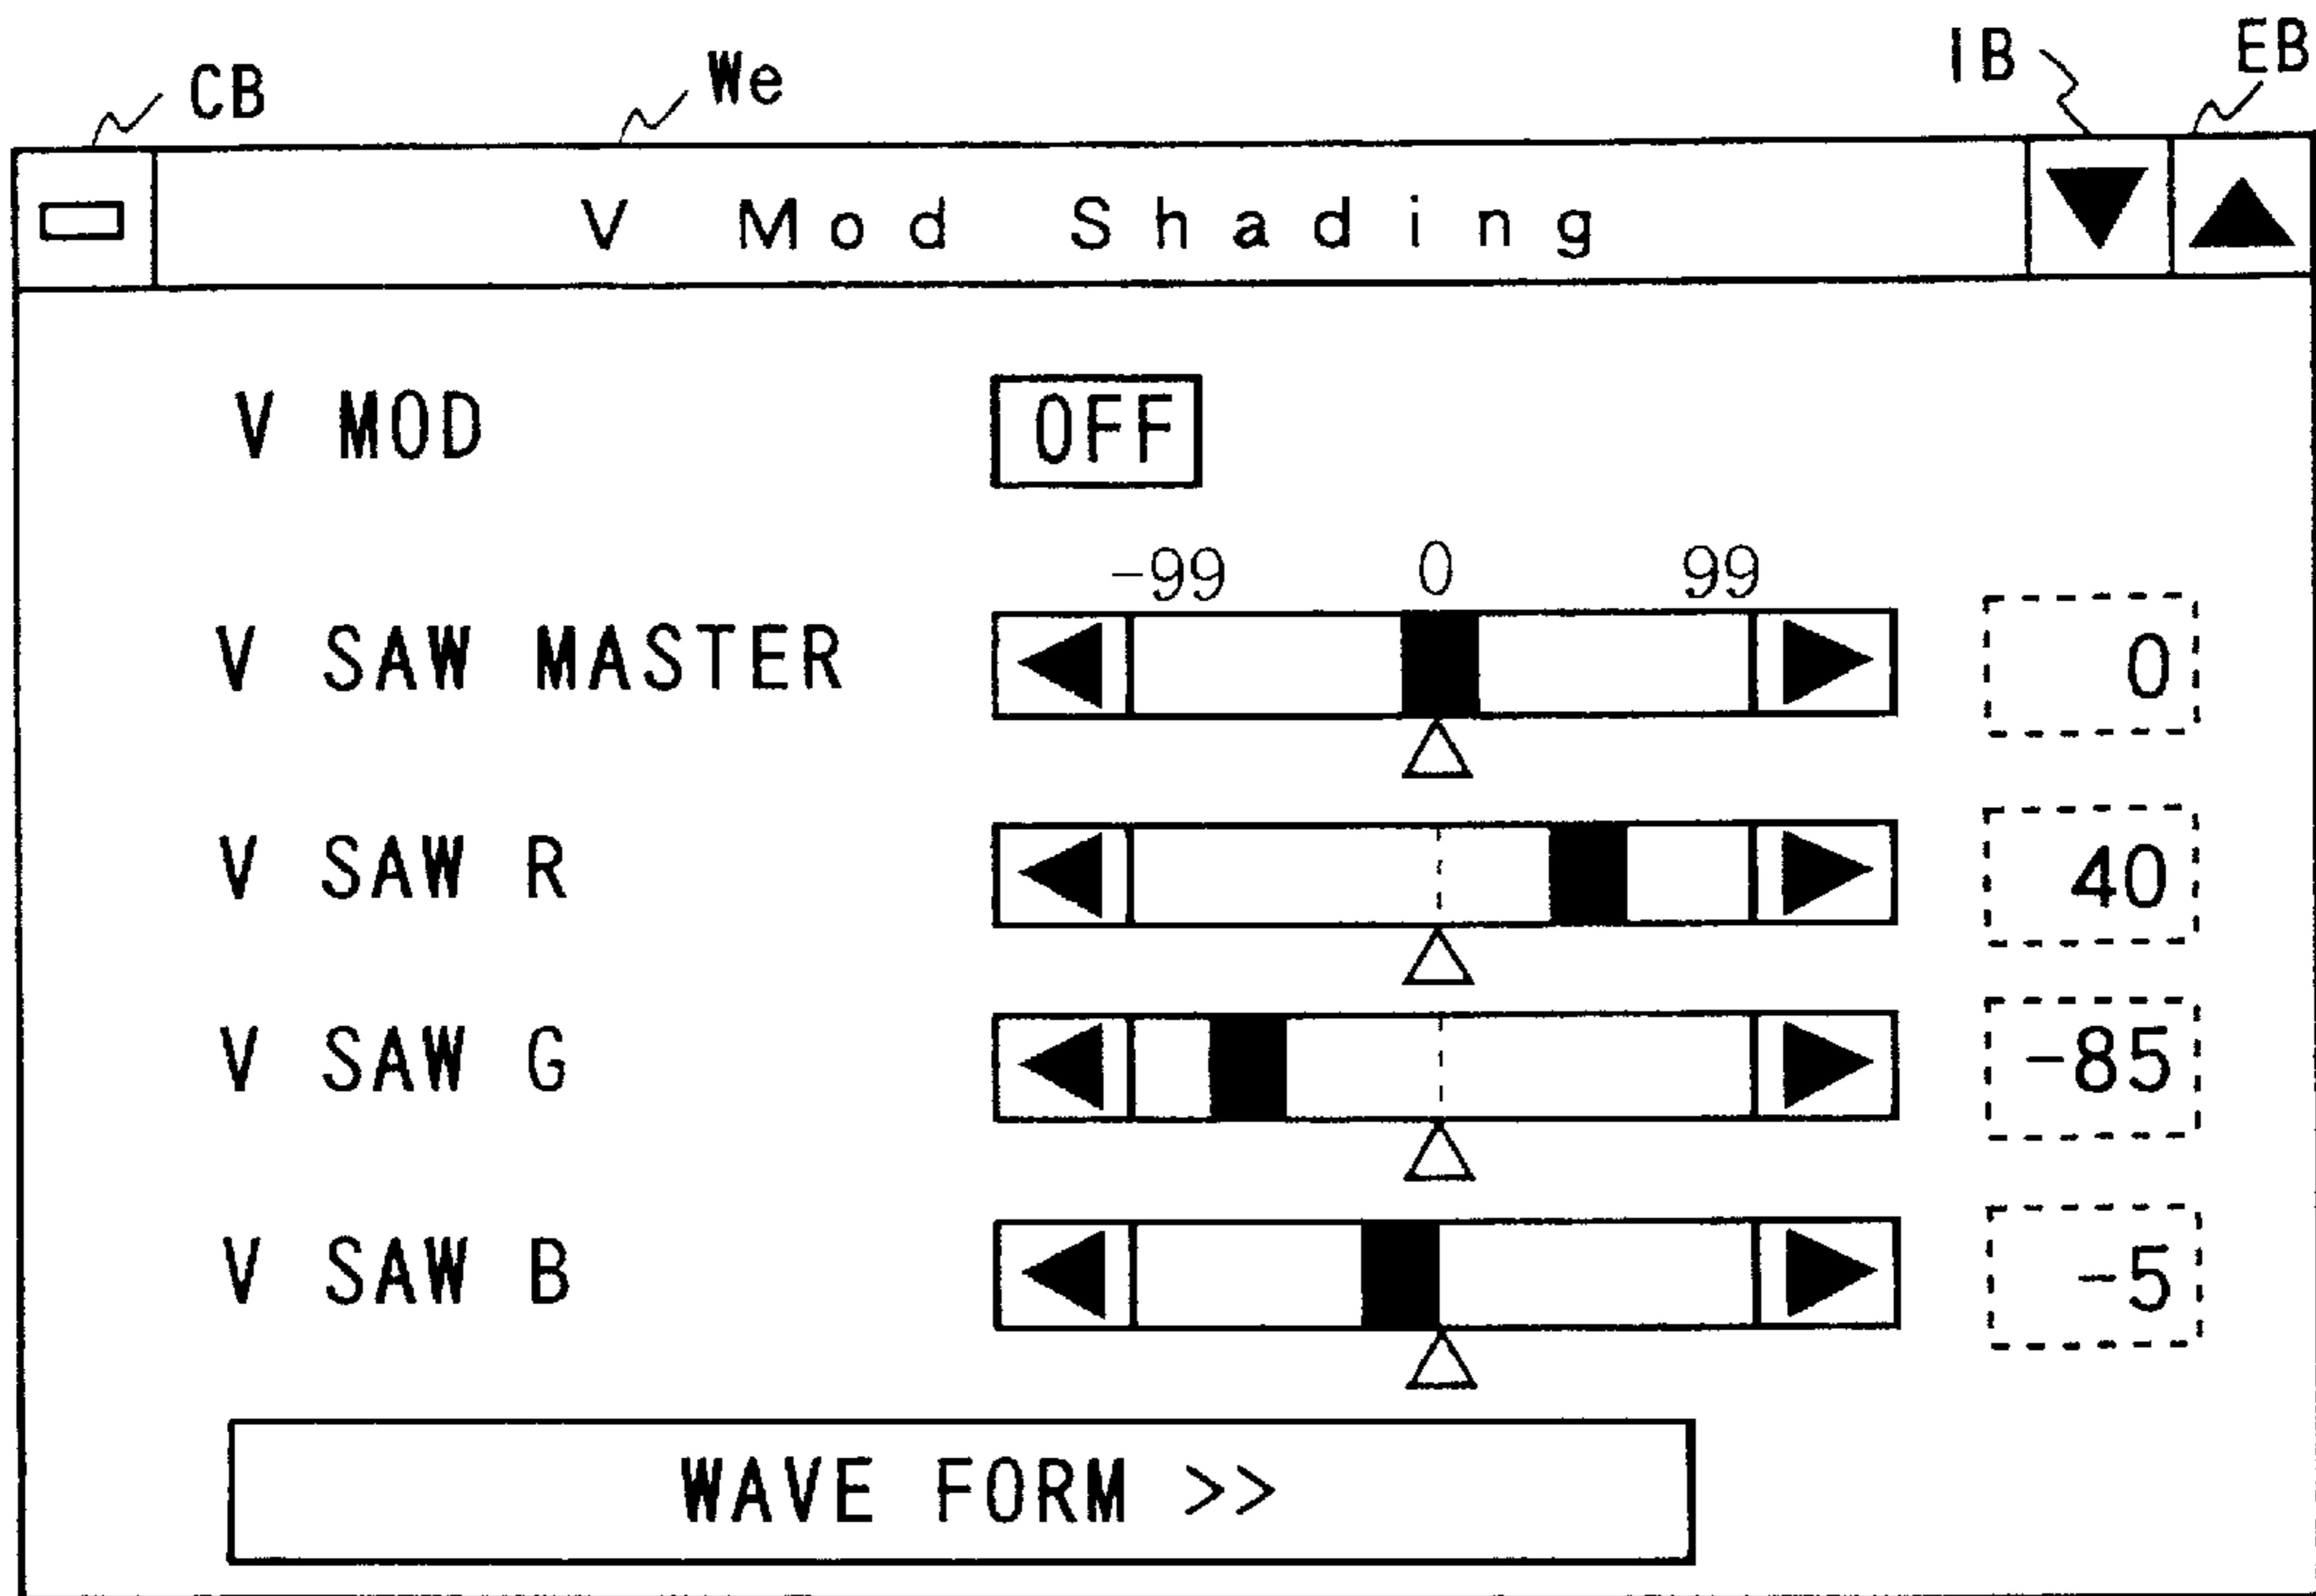 CB We IB EB
V Mod Shading
V MOD OFF
-99 0 99
V SAW MASTER 0
V SAW R 40
V SAW G -85
V SAW B -5
WAVE FORM >>